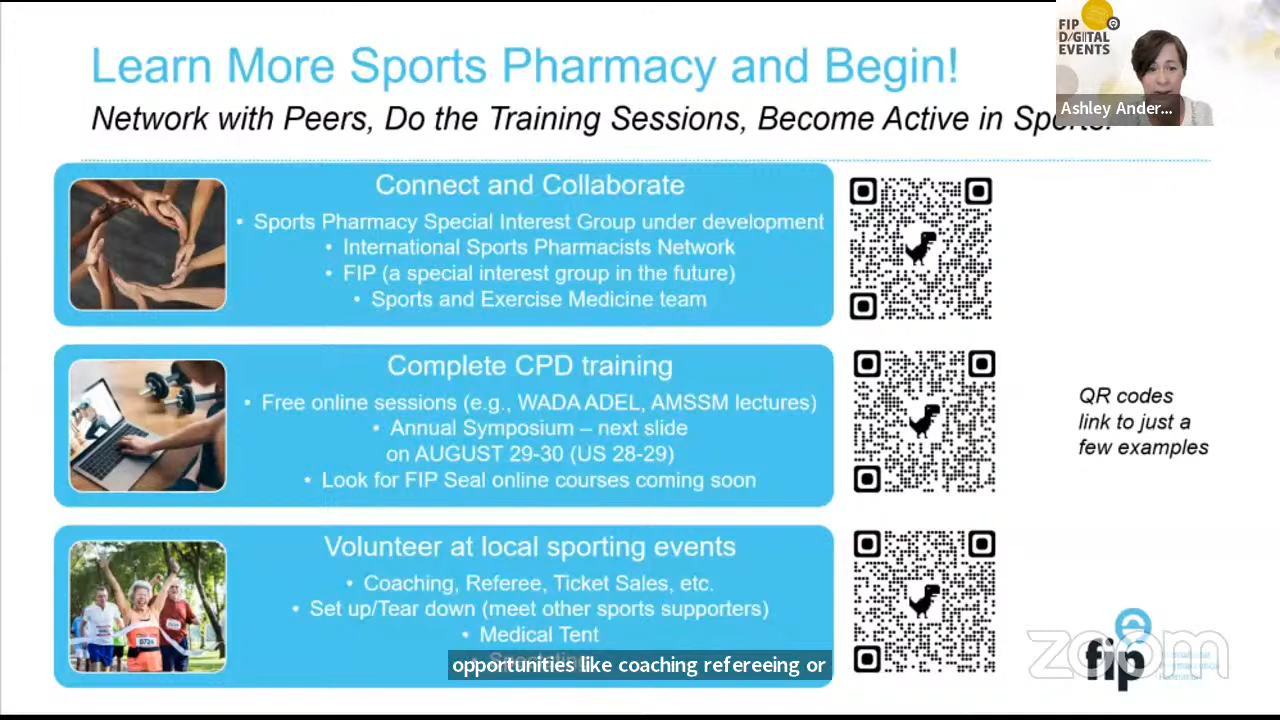 Learn More Sports Pharmacy and Begin!
Network with Peers, Do the Training Sessions, Become Active in
FIP
DIGITAL
EVENTS
Ashley Ander...
Connect and Collaborate
• Sports Pharmacy Special Interest Group under development
• International Sports Pharmacists Network
• FIP (a special interest group in the future)
• Sports and Exercise Medicine team
Complete CPD training
• Free online sessions (e.g., WADA ADEL, AMSSM lectures)
• Annual Symposium – next slide
on AUGUST 29-30 (US 28-29)
• Look for FIP Seal online courses coming soon
QR codes
link to just a
few examples
Volunteer at local sporting events
• Coaching, Referee, Ticket Sales, etc.
• Set up/Tear down (meet other sports supporters)
• Medical Tent
opportunities like coaching refereeing or
zoom
fip